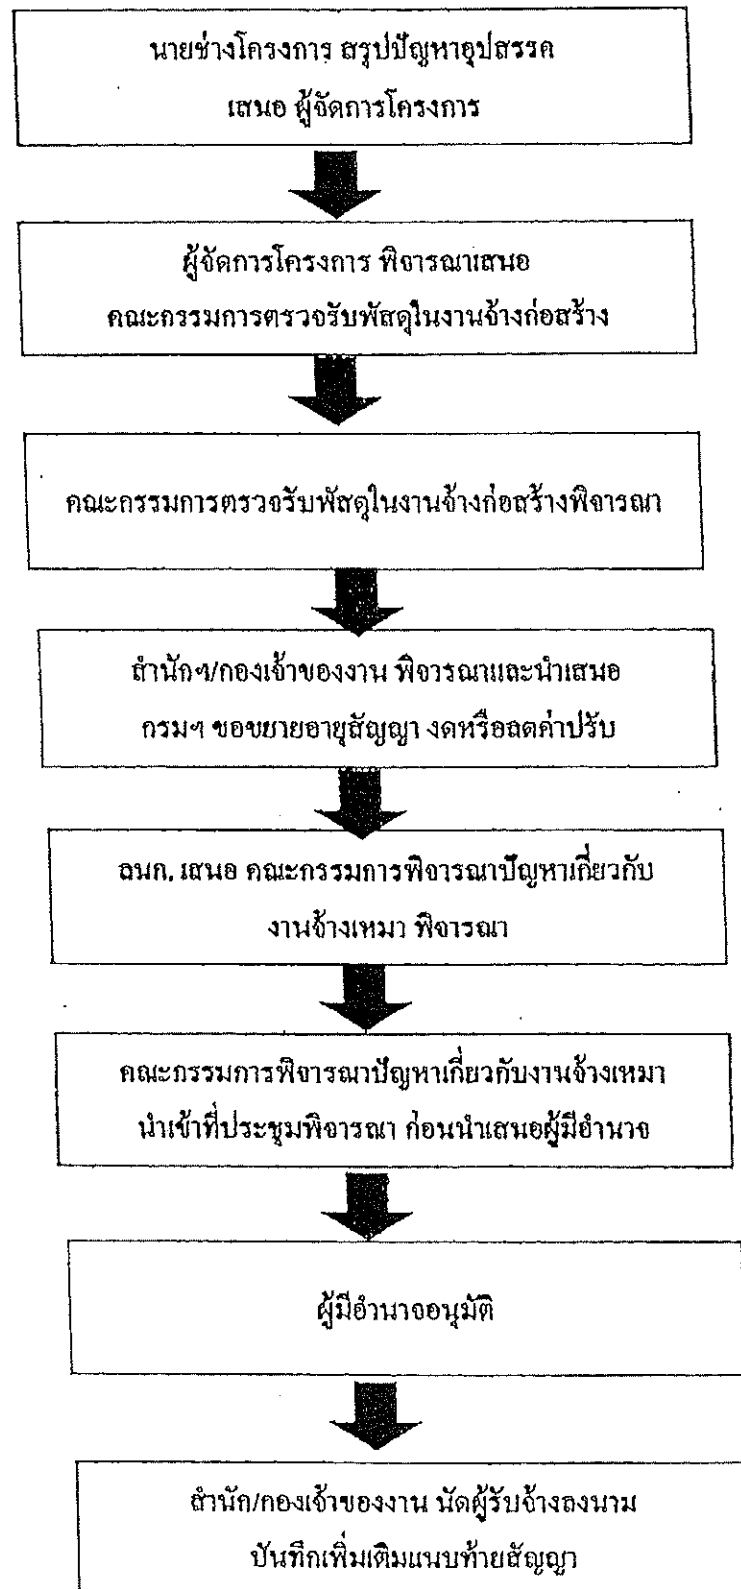 นายช่างโครงการ สรุปปัญหาอุปสรรค
เสนอ ผู้จัดการโครงการ
ผู้จัดการโครงการ พิจารณาเสนอ
คณะกรรมการตรวจรับพัสดุในงานจ้างก่อสร้าง
คณะกรรมการตรวจรับพัสดุในงานจ้างก่อสร้างพิจารณา
สำนักฯ/กองเจ้าของงาน พิจารณาและนำเสนอ
กรมฯ ขอขยายอายุสัญญา งดหรือลดค่าปรับ
ลนก. เสนอ คณะกรรมการพิจารณาปัญหาเกี่ยวกับ
งานจ้างเหมา พิจารณา
คณะกรรมการพิจารณาปัญหาเกี่ยวกับงานจ้างเหมา
นำเข้าที่ประชุมพิจารณา ก่อนนำเสนอผู้มีอำนาจ
ผู้มีอำนาจอนุมัติ
สำนัก/กองเจ้าของงาน นัดผู้รับจ้างลงนาม
บันทึกเพิ่มเติมแนบท้ายสัญญา